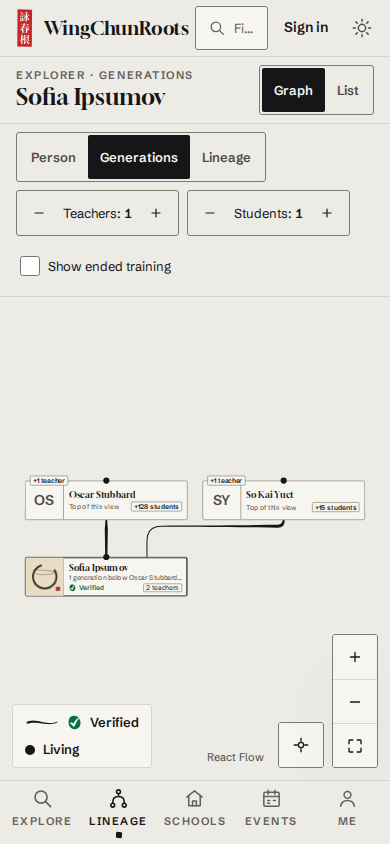 詠春根
WingChunRoots
Fi...
Sign in
EXPLORER · GENERATIONS
Sofia Ipsumov
Graph
List
Person
Generations
Lineage
− Teachers: 1 +
− Students: 1 +
Show ended training
+1 teacher
OS
Oscar Stubbard
Top of this view
+128 students
+1 teacher
SY
So Kai Yuct
Top of this view
+15 students
Sofia Ipsumov
1 generation below Oscar Stubbard...
Verified
2 teachers
+
−
Verified
Living
React Flow
EXPLORE
LINEAGE
SCHOOLS
EVENTS
ME